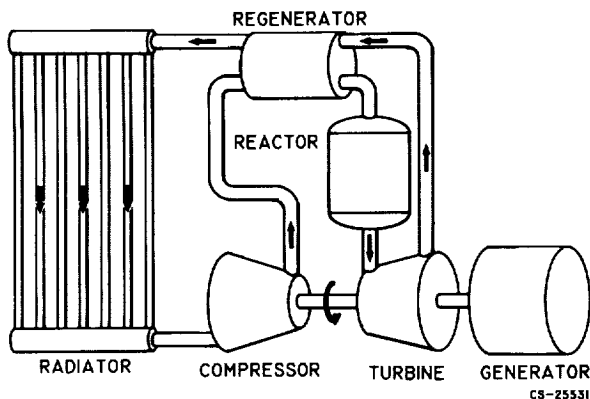 REGENERATOR
REACTOR
RADIATOR
COMPRESSOR
TURBINE
GENERATOR
CS-25531